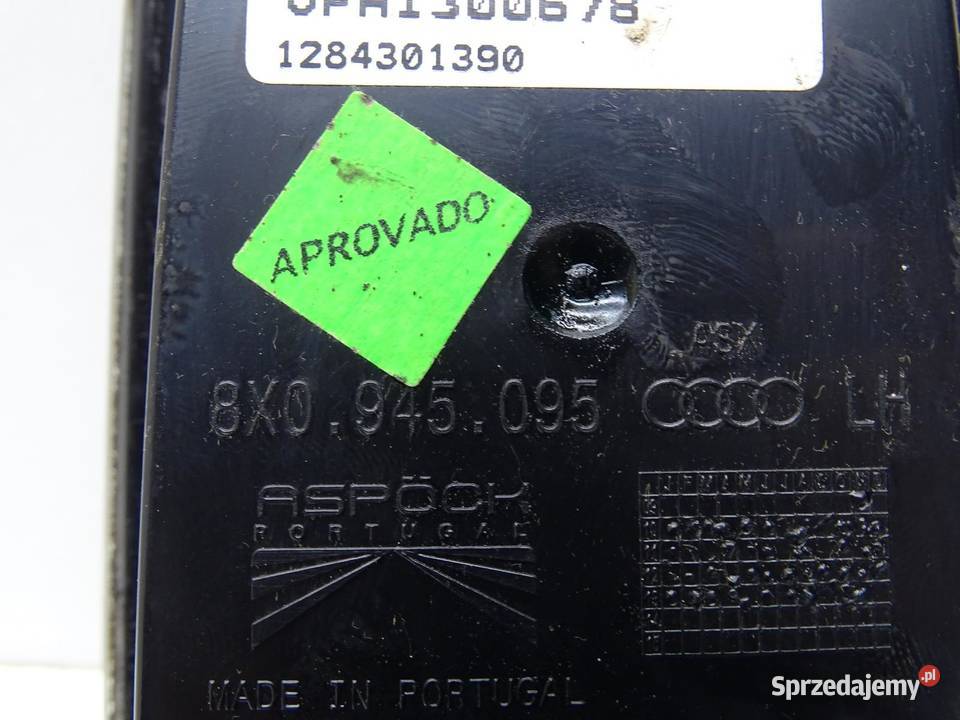 1284301390
APROVADO
8X0.945.095 LH
ASPÖCK
PORTUGAL
MADE IN PORTUGAL
Sprzedajemy.pl